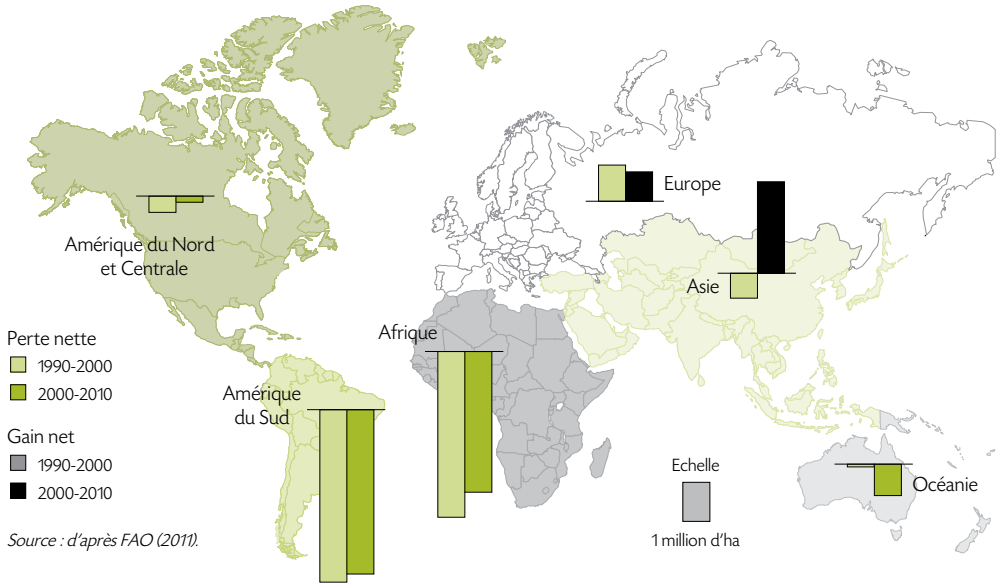 Europe
Amérique du Nord
et Centrale
Asie
Afrique
Perte nette
1990-2000
2000-2010
Amérique
du Sud
Gain net
1990-2000
2000-2010
Echelle
Océanie
1 million d'ha
Source : d'après FAO (2011).